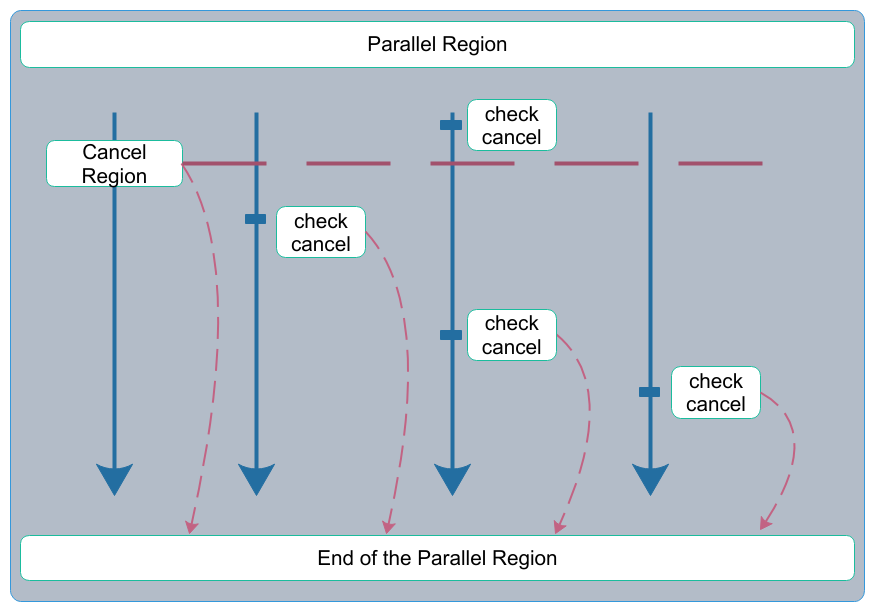 Parallel Region
check
cancel
Cancel
Region
check
cancel
check
cancel
check
cancel
End of the Parallel Region